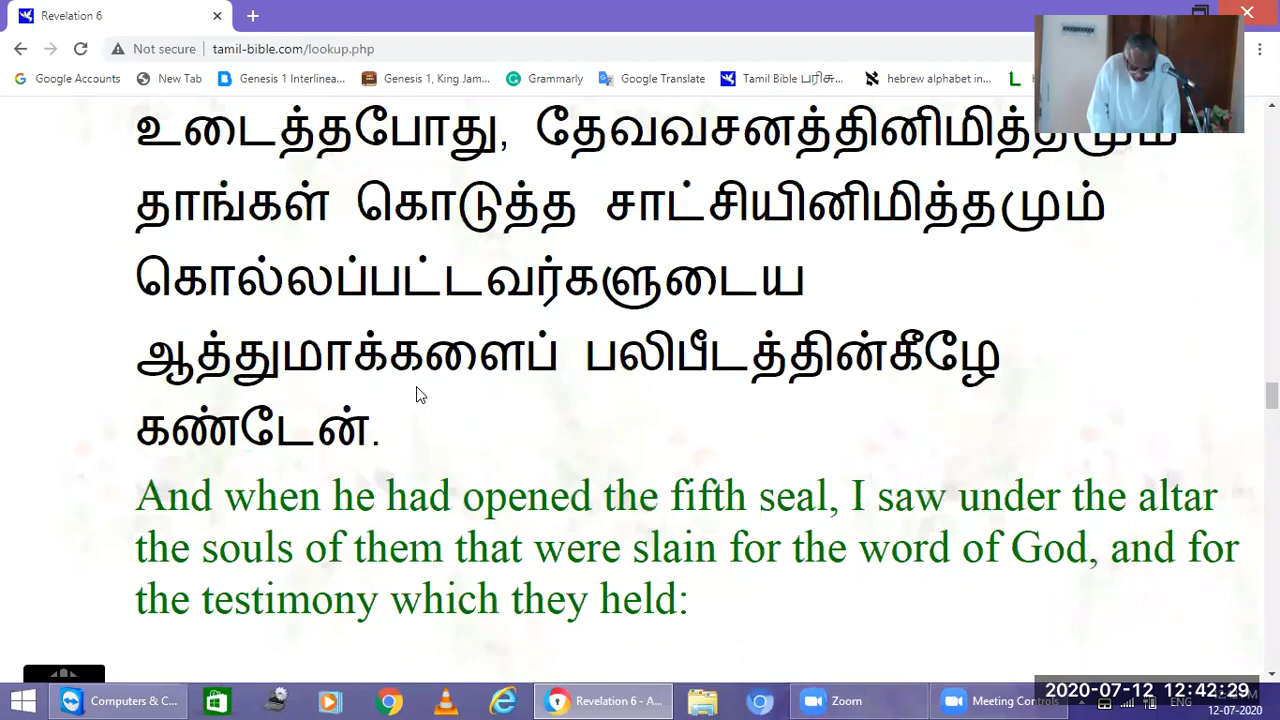 Revelation 6
Not secure | tamil-bible.com/lookup.php
Google Accounts New Tab Genesis 1 Interlinea... Genesis 1, King Jam... Grammarly Google Translate Tamil Bible பரிசு... hebrew alphabet in...
உடைத்தபோது, தேவவசனத்தினிமித்தமும்
தாங்கள் கொடுத்த சாட்சியினிமித்தமும்
கொல்லப்பட்டவர்களுடைய
ஆத்துமாக்களைப் பலிபீடத்தின்கீழே
கண்டேன்.
And when he had opened the fifth seal, I saw under the altar
the souls of them that were slain for the word of God, and for
the testimony which they held:
Computers & C... Revelation 6 - A... Zoom Meeting Controls ENG
2020-07-12 12:42:29
12-07-2020